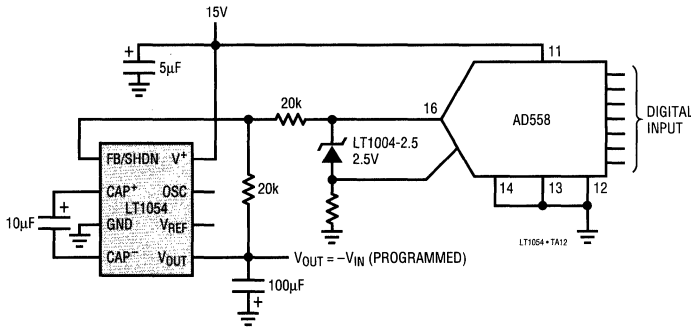 15V
+
5µF
11
20k
16
AD558
DIGITAL
INPUT
LT1004-2.5
2.5V
FB/SHDN V+
20k
CAP+ OSC
LT1054
+
10µF
GND VREF
CAP− VOUT
14 13 12
LT1054 • TA12
VOUT = −VIN (PROGRAMMED)
100µF
+